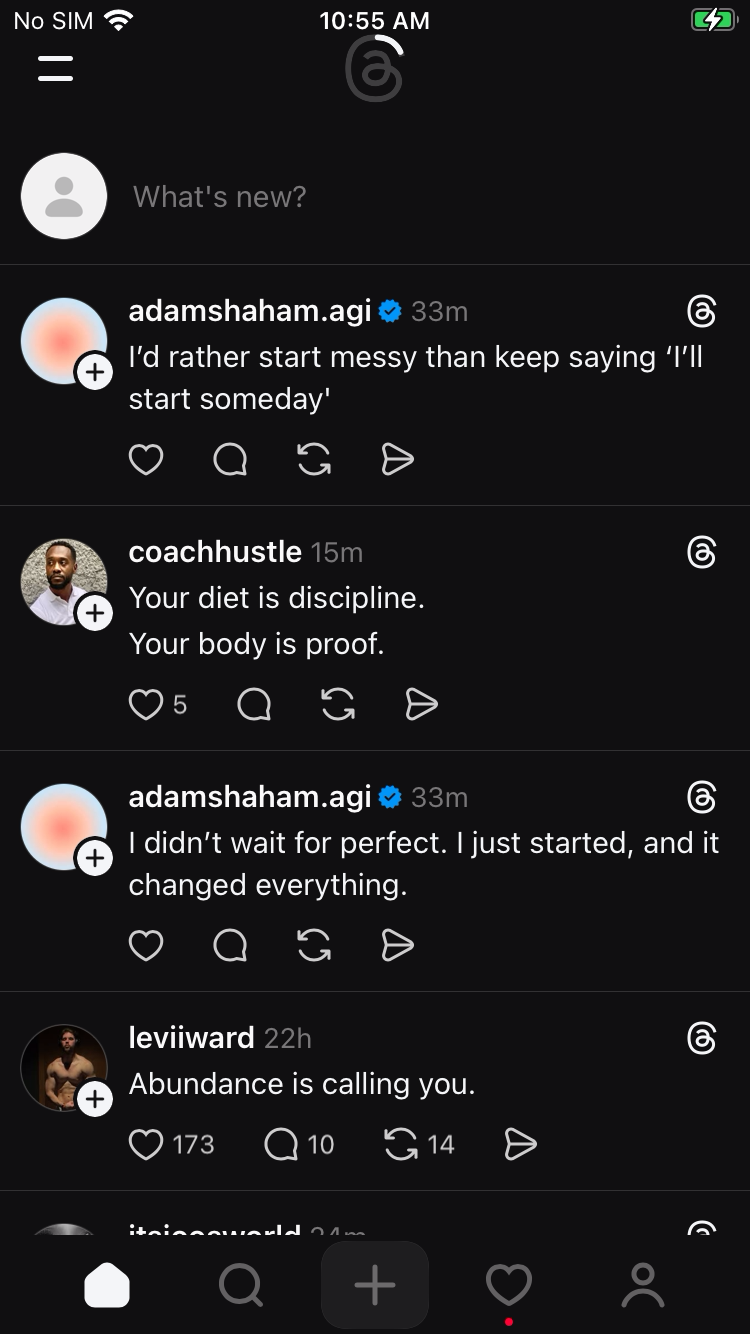 No SIM 10:55 AM
What's new?
adamshaham.agi 33m
I’d rather start messy than keep saying ‘I’ll
start someday'
coachhustle 15m
Your diet is discipline.
Your body is proof.
5
adamshaham.agi 33m
I didn’t wait for perfect. I just started, and it
changed everything.
leviiward 22h
Abundance is calling you.
173 10 14